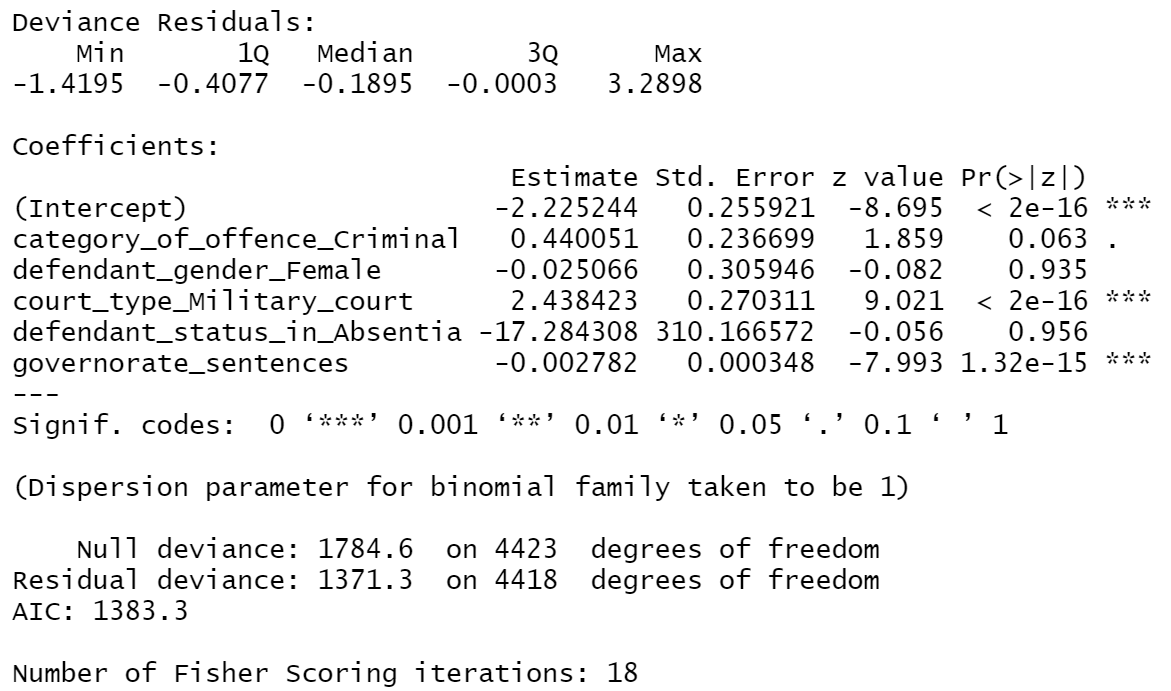 Deviance Residuals:
    Min       1Q   Median       3Q      Max
-1.4195  -0.4077  -0.1895  -0.0003   3.2898

Coefficients:
                               Estimate Std. Error z value Pr(>|z|)
(Intercept)                   -2.225244   0.255921  -8.695  < 2e-16 ***
category_of_offence_Criminal   0.440051   0.236699   1.859    0.063 .
defendant_gender_Female       -0.025066   0.305946  -0.082    0.935
court_type_Military_court      2.438423   0.270311   9.021  < 2e-16 ***
defendant_status_in_Absentia -17.284308 310.166572  -0.056    0.956
governorate_sentences         -0.002782   0.000348  -7.993 1.32e-15 ***
---
Signif. codes:  0 ‘***’ 0.001 ‘**’ 0.01 ‘*’ 0.05 ‘.’ 0.1 ‘ ’ 1

(Dispersion parameter for binomial family taken to be 1)

    Null deviance: 1784.6  on 4423  degrees of freedom
Residual deviance: 1371.3  on 4418  degrees of freedom
AIC: 1383.3

Number of Fisher Scoring iterations: 18